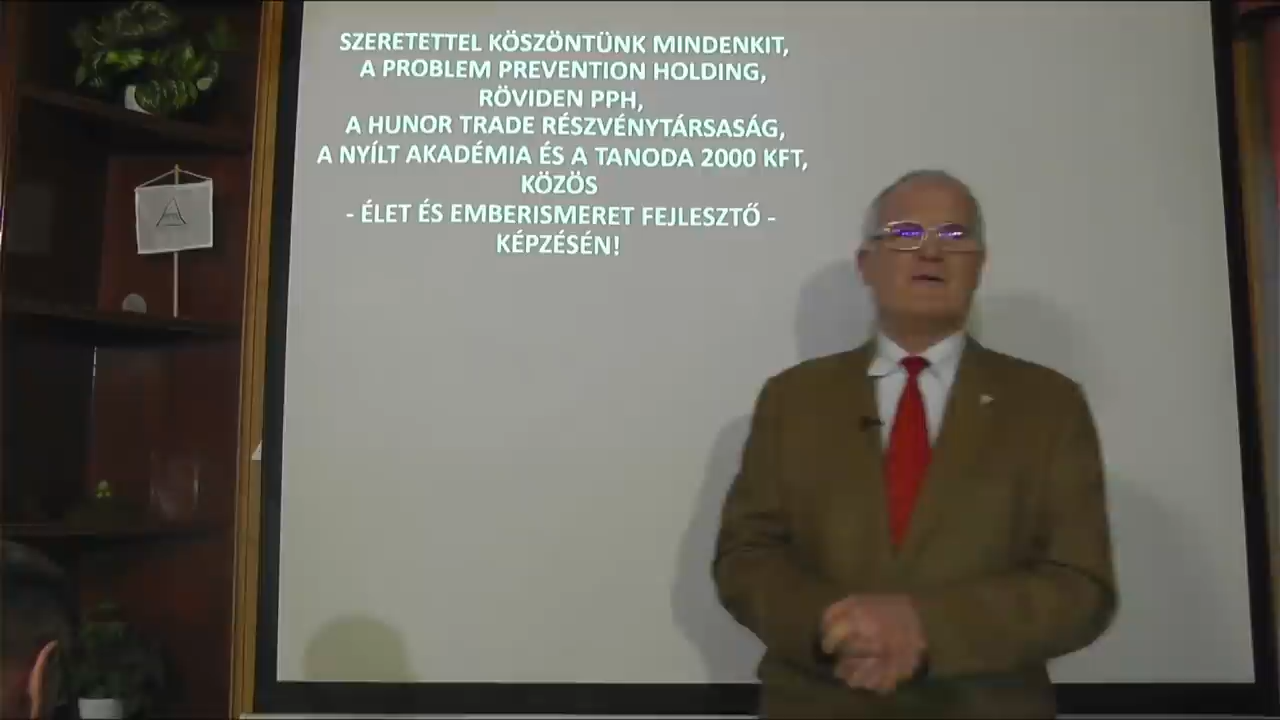 SZERETETTEL KÖSZÖNTÜNK MINDENKIT,
A PROBLEM PREVENTION HOLDING,
RÖVIDEN PPH,
A HUNOR TRADE RÉSZVÉNYTÁRSASÁG,
A NYÍLT AKADÉMIA ÉS A TANODA 2000 KFT,
KÖZÖS
- ÉLET ÉS EMBERISMERET FEJLESZTŐ -
KÉPZÉSÉN!